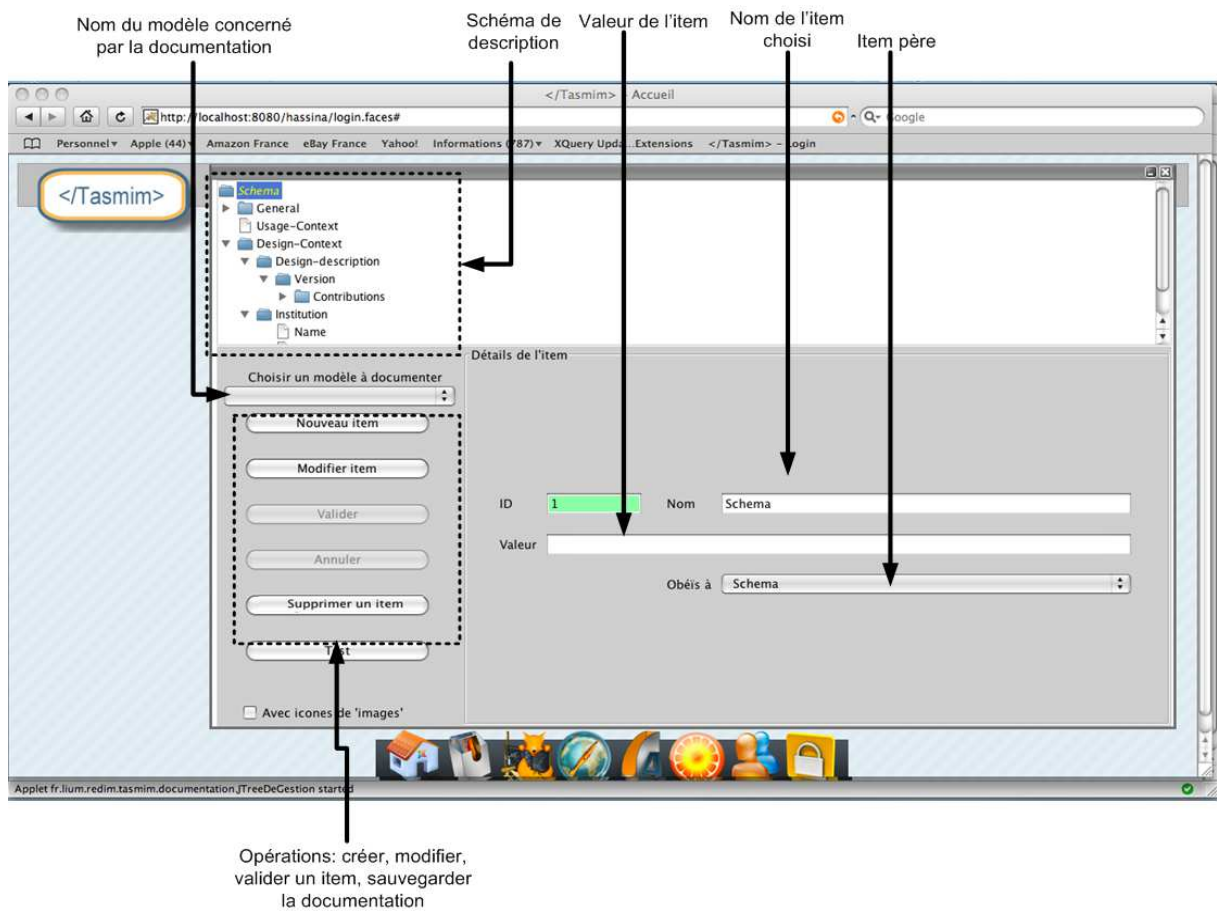 Nom du modèle concerné
par la documentation
Schéma de
description
Valeur de l'item
Nom de l'item
choisi
Item père
</Tasmim> - Accueil
http://localhost:8080/hassina/login.faces#
Google
Personnel Apple (44) Amazon France eBay France Yahoo! Informations (787) XQuery Upda...Extensions </Tasmim> - Login
</Tasmim>
Schema
General
Usage-Context
Design-Context
Design-description
Version
Contributions
Institution
Name
Détails de l'item
Choisir un modèle à documenter
Nouveau item
Modifier item
Valider
Annuler
Supprimer un item
Test
Avec icones de 'images'
ID 1 Nom Schema
Valeur
Obéïs à Schema
Applet fr.lium.redim.tasmim.documentation.JTreeDeGestion started
Opérations: créer, modifier,
valider un item, sauvegarder
la documentation